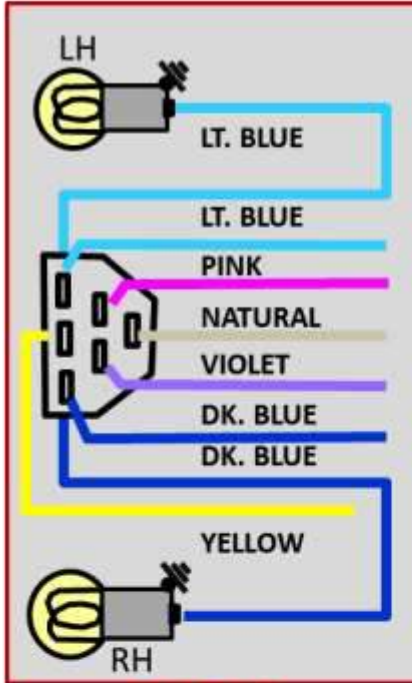 LH
LT. BLUE
LT. BLUE
PINK
NATURAL
VIOLET
DK. BLUE
DK. BLUE
YELLOW
RH